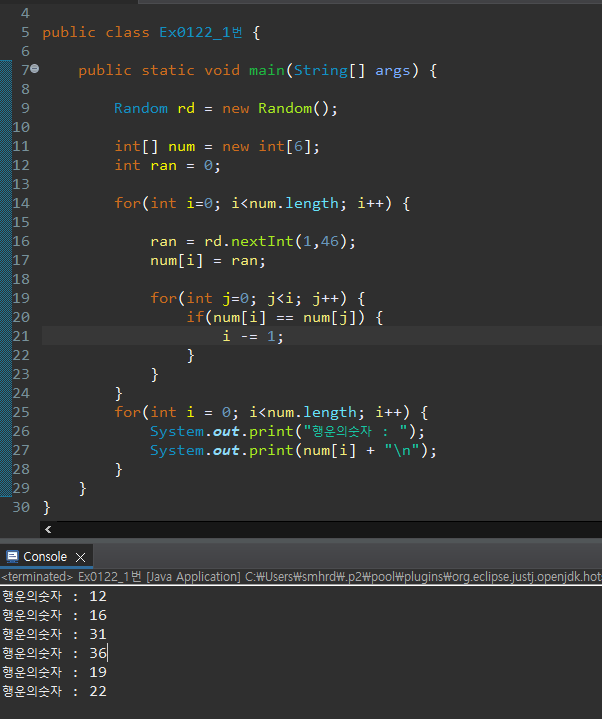 4
5 public class Ex0122_1번 {
6
7 public static void main(String[] args) {
8
9 Random rd = new Random();
10
11 int[] num = new int[6];
12 int ran = 0;
13
14 for(int i=0; i<num.length; i++) {
15
16 ran = rd.nextInt(1,46);
17 num[i] = ran;
18
19 for(int j=0; j<i; j++) {
20 if(num[i] == num[j]) {
21 i -= 1;
22 }
23 }
24 }
25 for(int i = 0; i<num.length; i++) {
26 System.out.print("행운의숫자 : ");
27 System.out.print(num[i] + "\n");
28 }
29 }
30 }
Console
<terminated> Ex0122_1번 [Java Application] C:₩Users₩smhrd₩.p2₩pool₩plugins₩org.eclipse.justj.openjdk.hot
행운의숫자 : 12
행운의숫자 : 16
행운의숫자 : 31
행운의숫자 : 36
행운의숫자 : 19
행운의숫자 : 22